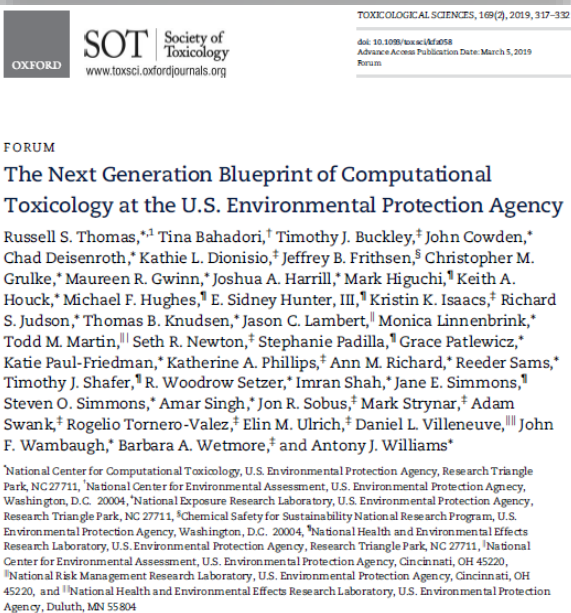 TOXICOLOGICAL SCIENCES, 169(2), 2019, 317–332
OXFORD
SOT
Society of
Toxicology
www.toxsci.oxfordjournals.org
doi: 10.1093/toxsci/kfz058
Advance Access Publication Date: March 5, 2019
Forum
FORUM
The Next Generation Blueprint of Computational
Toxicology at the U.S. Environmental Protection Agency
Russell S. Thomas,*,1 Tina Bahadori,† Timothy J. Buckley,‡ John Cowden,*
Chad Deisenroth,* Kathie L. Dionisio,‡ Jeffrey B. Frithsen,§ Christopher M.
Grulke,* Maureen R. Gwinn,* Joshua A. Harrill,* Mark Higuchi,¶ Keith A.
Houck,* Michael F. Hughes,¶ E. Sidney Hunter, III,¶ Kristin K. Isaacs,‡ Richard
S. Judson,* Thomas B. Knudsen,* Jason C. Lambert,‖ Monica Linnenbrink,*
Todd M. Martin,‖| Seth R. Newton,‡ Stephanie Padilla,¶ Grace Patlewicz,*
Katie Paul-Friedman,* Katherine A. Phillips,‡ Ann M. Richard,* Reeder Sams,*
Timothy J. Shafer,¶ R. Woodrow Setzer,* Imran Shah,* Jane E. Simmons,¶
Steven O. Simmons,* Amar Singh,* Jon R. Sobus,‡ Mark Strynar,‡ Adam
Swank,‡ Rogelio Tornero-Valez,‡ Elin M. Ulrich,‡ Daniel L. Villeneuve,‖‖ John
F. Wambaugh,* Barbara A. Wetmore,‡ and Antony J. Williams*
*National Center for Computational Toxicology, U.S. Environmental Protection Agency, Research Triangle
Park, NC 27711, †National Center for Environmental Assessment, U.S. Environmental Protection Agnecy,
Washington, D.C. 20004, ‡National Exposure Research Laboratory, U.S. Environmental Protection Agency,
Research Triangle Park, NC 27711, §Chemical Safety for Sustainability National Research Program, U.S.
Environmental Protection Agency, Washington, D.C. 20004, ¶National Health and Environmental Effects
Research Laboratory, U.S. Environmental Protection Agency, Research Triangle Park, NC 27711, ‖National
Center for Environmental Assessment, U.S. Environmental Protection Agency, Cincinnati, OH 45220,
‖|National Risk Management Research Laboratory, U.S. Environmental Protection Agency, Cincinnati, OH
45220, and ‖‖National Health and Environmental Effects Research Laboratory, U.S. Environmental Protection
Agency, Duluth, MN 55804